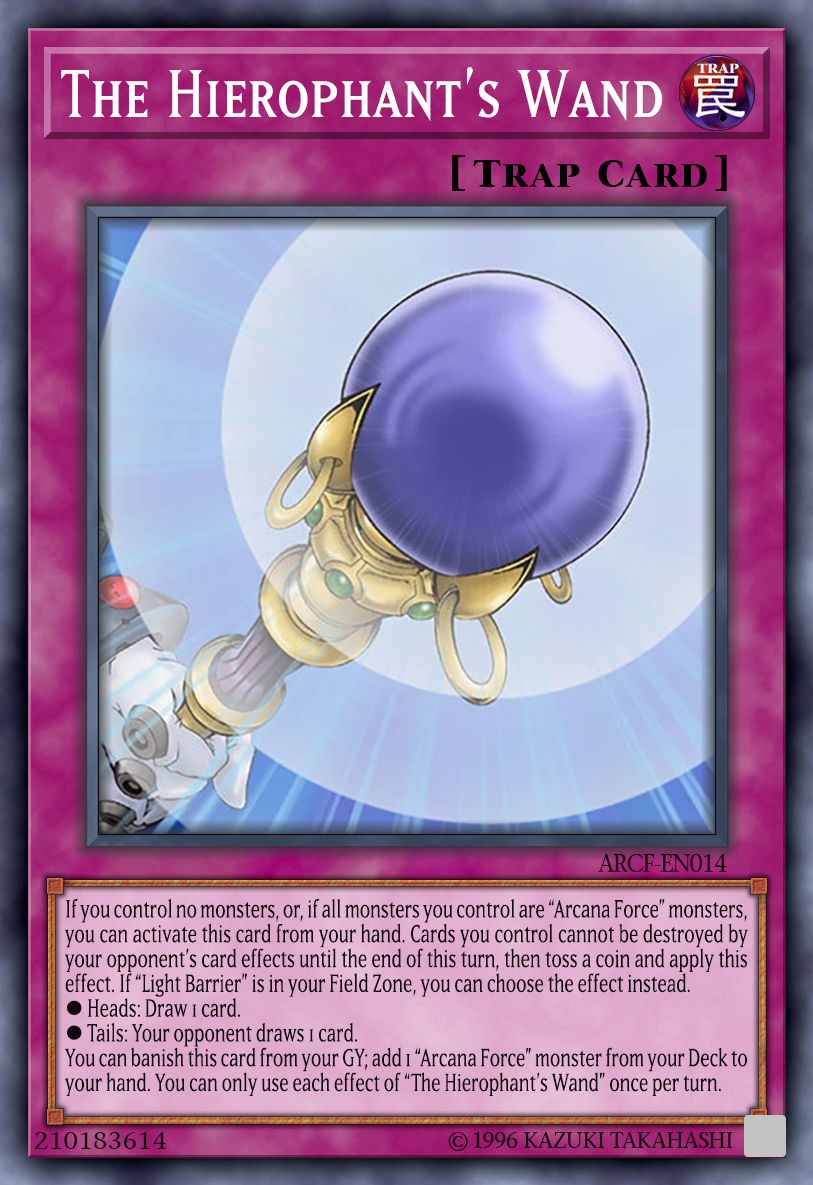 The Hierophant's Wand
TRAP
罠
[Trap Card]
ARCF-EN014
If you control no monsters, or, if all monsters you control are “Arcana Force” monsters,
you can activate this card from your hand. Cards you control cannot be destroyed by
your opponent's card effects until the end of this turn, then toss a coin and apply this
effect. If “Light Barrier” is in your Field Zone, you can choose the effect instead.
● Heads: Draw 1 card.
● Tails: Your opponent draws 1 card.
You can banish this card from your GY; add 1 “Arcana Force” monster from your Deck to
your hand. You can only use each effect of “The Hierophant's Wand” once per turn.
210183614
© 1996 KAZUKI TAKAHASHI